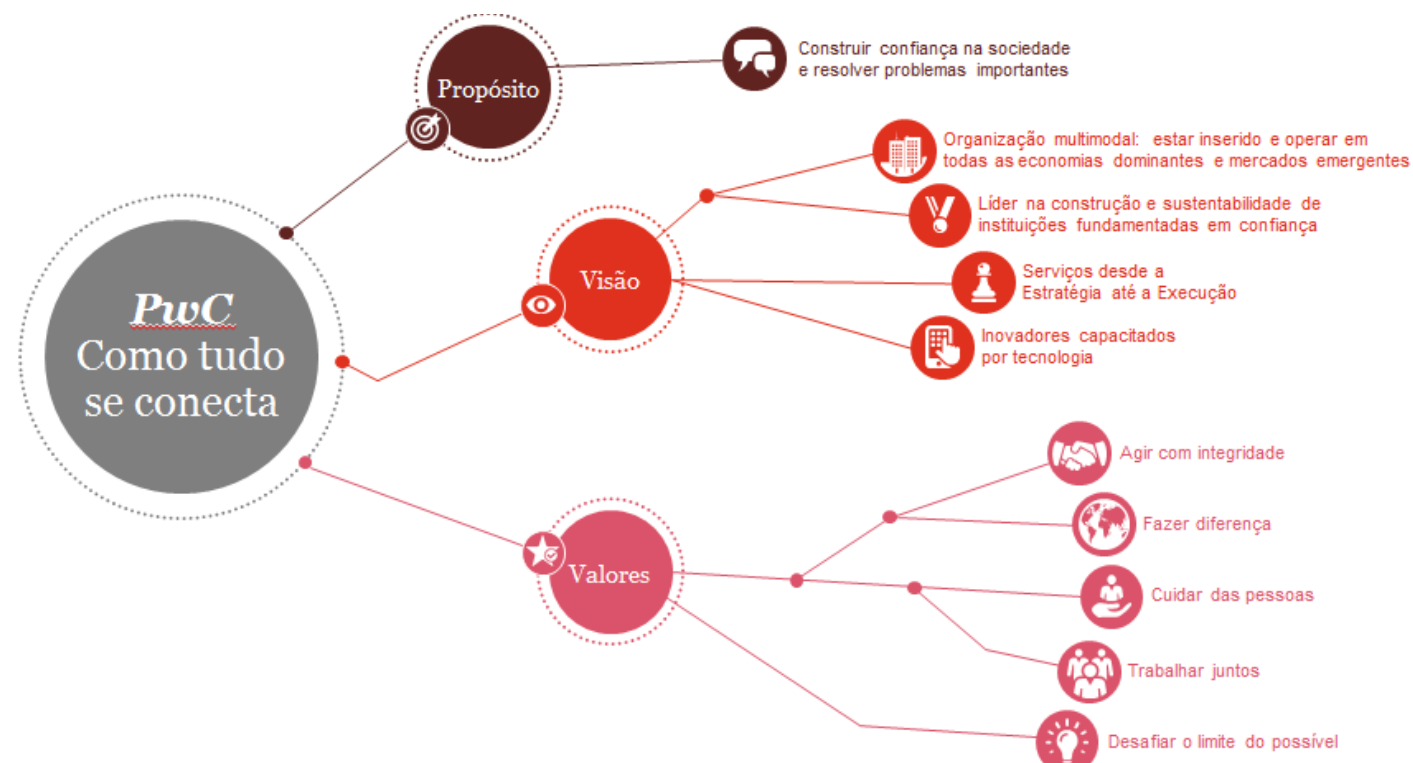 PwC
Como tudo
se conecta
Propósito
Construir confiança na sociedade
e resolver problemas importantes
Visão
Organização multimodal: estar inserido e operar em
todas as economias dominantes e mercados emergentes
Líder na construção e sustentabilidade de
instituições fundamentadas em confiança
Serviços desde a
Estratégia até a Execução
Inovadores capacitados
por tecnologia
Valores
Agir com integridade
Fazer diferença
Cuidar das pessoas
Trabalhar juntos
Desafiar o limite do possível